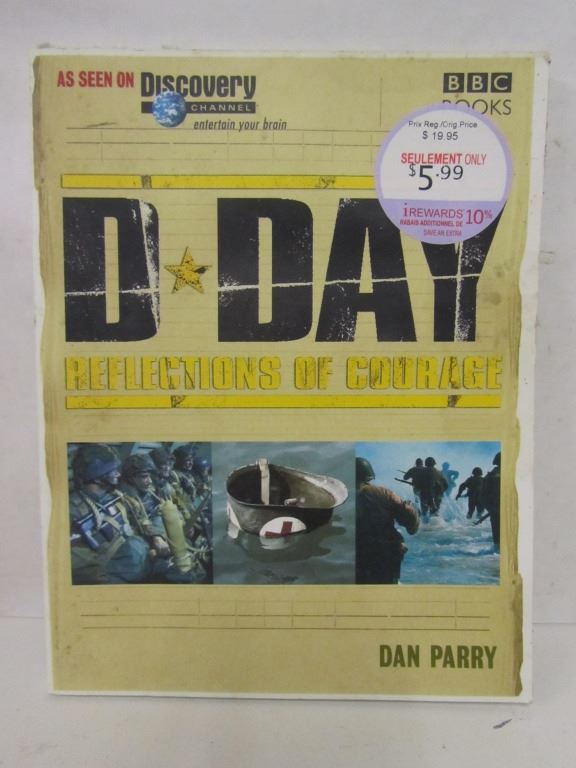 AS SEEN ON Discovery
CHANNEL
entertain your brain
BBC
BOOKS
Prix Reg./Orig.Price
$ 19.95
SEULEMENT ONLY
$5.99
iREWARDS 10%
RABAIS ADDITIONNEL DE
SAVE AN EXTRA
D DAY
REFLECTIONS OF COURAGE
DAN PARRY